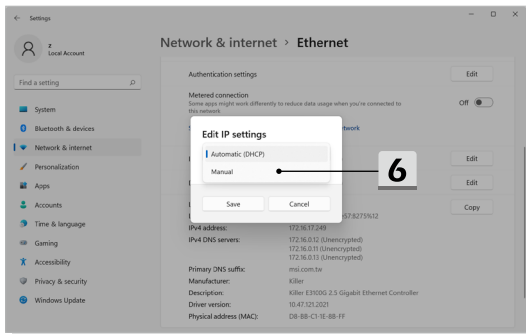 Settings
z
Local Account
Find a setting
System
Bluetooth & devices
Network & internet
Personalization
Apps
Accounts
Time & language
Gaming
Accessibility
Privacy & security
Windows Update
Network & internet › Ethernet
Authentication settings
Edit
Metered connection
Some apps might work differently to reduce data usage when you're connected to
this network
Off
Edit IP settings
Automatic (DHCP)
Manual
6
Save
Cancel
Edit
Edit
Copy
IPv4 address: 172.16.17.249
IPv4 DNS servers: 172.16.0.12 (Unencrypted)
172.16.0.11 (Unencrypted)
172.16.0.13 (Unencrypted)
Primary DNS suffix: msi.com.tw
Manufacturer: Killer
Description: Killer E3100G 2.5 Gigabit Ethernet Controller
Driver version: 10.47.121.2021
Physical address (MAC): D8-BB-C1-1E-8B-FF